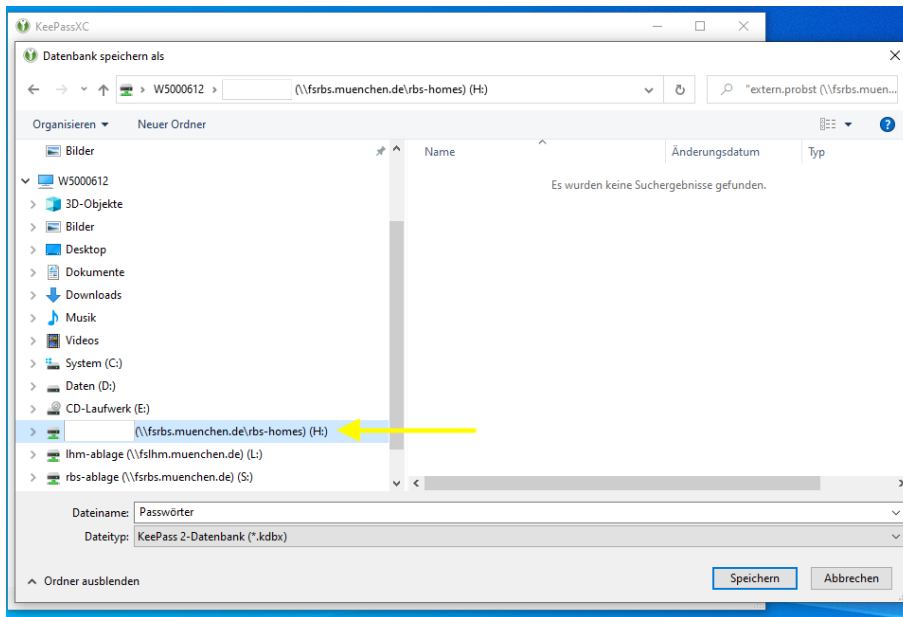 KeePassXC
Datenbank speichern als
W5000612 > (\\fsrbs.muenchen.de\rbs-homes) (H:)
"extern.probst (\\fsrbs.muen...
Organisieren Neuer Ordner
Bilder
Name Änderungsdatum Typ
W5000612
Es wurden keine Suchergebnisse gefunden.
3D-Objekte
Bilder
Desktop
Dokumente
Downloads
Musik
Videos
System (C:)
Daten (D:)
CD-Laufwerk (E:)
(\\fsrbs.muenchen.de\rbs-homes) (H:)
lhm-ablage (\\fslhm.muenchen.de) (L:)
rbs-ablage (\\fsrbs.muenchen.de) (S:)
Dateiname: Passwörter
Dateityp: KeePass 2-Datenbank (*.kdbx)
Ordner ausblenden
Speichern Abbrechen